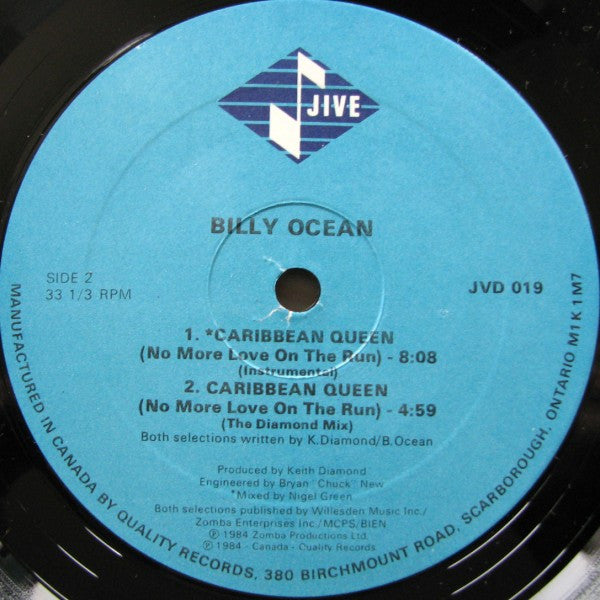 JIVE
BILLY OCEAN
SIDE 2
33 1/3 RPM
JVD 019
1. *CARIBBEAN QUEEN
(No More Love On The Run) - 8:08
(Instrumental)
2. CARIBBEAN QUEEN
(No More Love On The Run) - 4:59
(The Diamond Mix)
Both selections written by K.Diamond/B.Ocean
Produced by Keith Diamond
Engineered by Bryan "Chuck" New
*Mixed by Nigel Green
Both selections published by Willesden Music Inc./
Zomba Enterprises Inc./MCPS/BIEN
℗ 1984 Zomba Productions Ltd.
℗ 1984 - Canada - Quality Records
MANUFACTURED IN CANADA BY QUALITY RECORDS, 380 BIRCHMOUNT ROAD, SCARBOROUGH, ONTARIO M1K 1M7